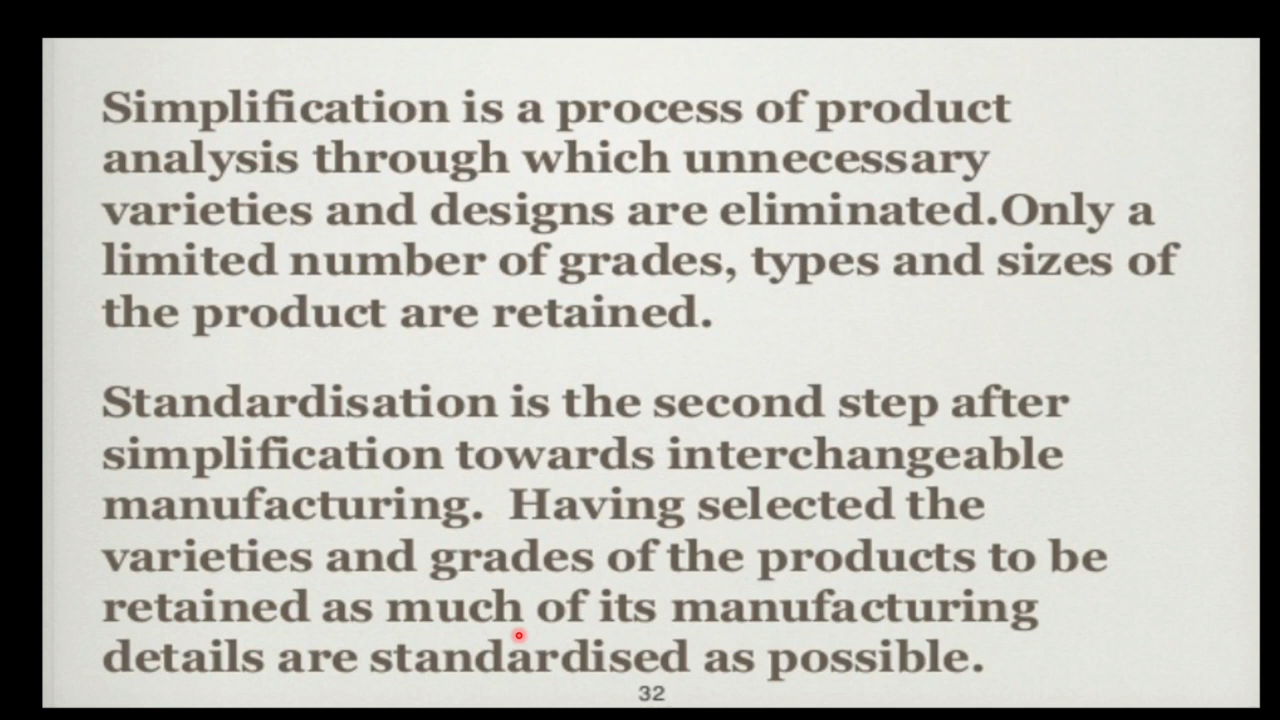 Simplification is a process of product
analysis through which unnecessary
varieties and designs are eliminated.Only a
limited number of grades, types and sizes of
the product are retained.
Standardisation is the second step after
simplification towards interchangeable
manufacturing.  Having selected the
varieties and grades of the products to be
retained as much of its manufacturing
details are standardised as possible.
32